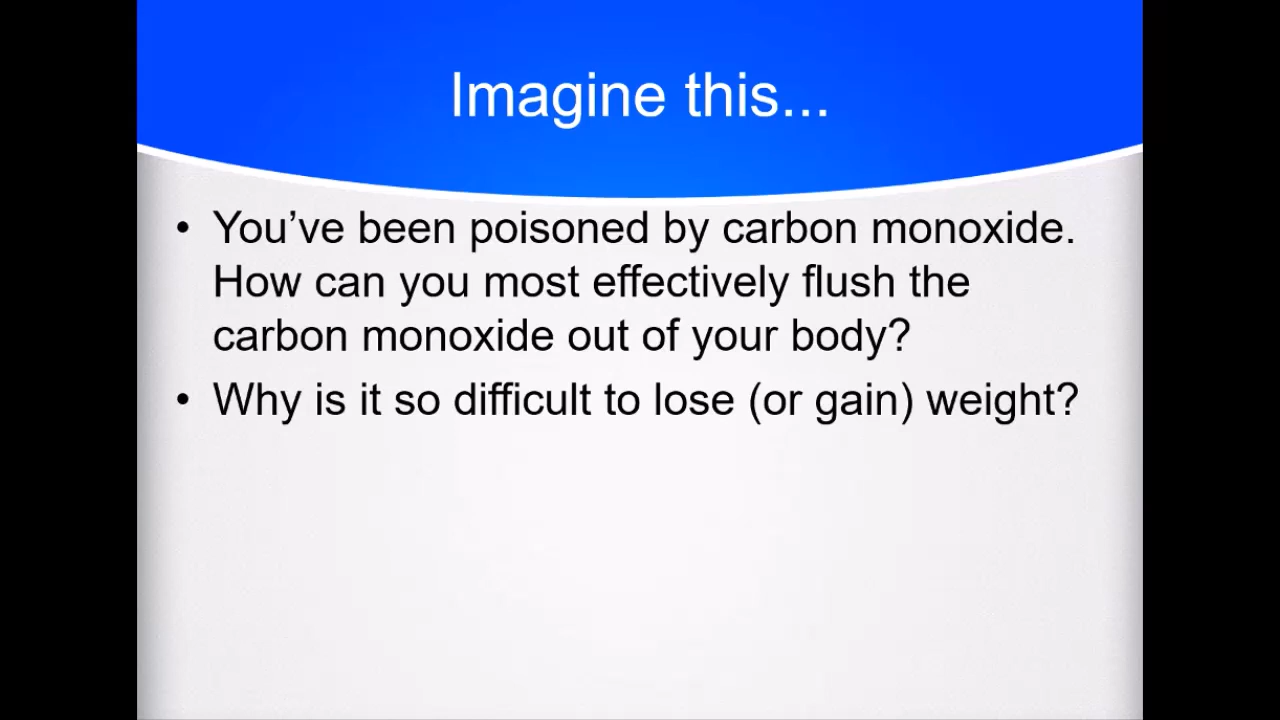 Imagine this...
• You’ve been poisoned by carbon monoxide.
How can you most effectively flush the
carbon monoxide out of your body?
• Why is it so difficult to lose (or gain) weight?